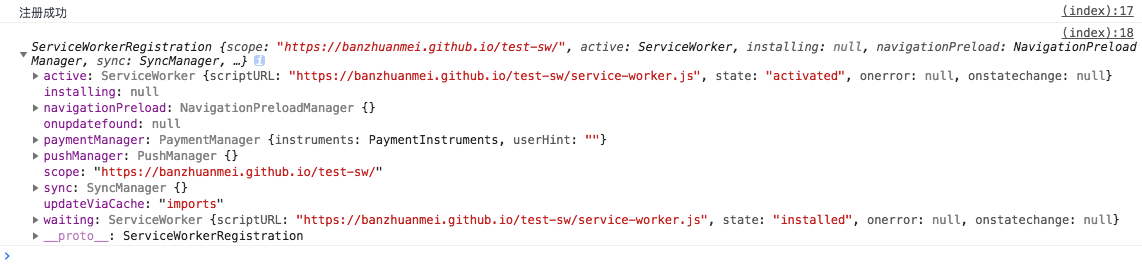 注册成功 (index):17
(index):18
ServiceWorkerRegistration {scope: "https://banzhuanmei.github.io/test-sw/", active: ServiceWorker, installing: null, navigationPreload: NavigationPreload
Manager, sync: SyncManager, …} i
active: ServiceWorker {scriptURL: "https://banzhuanmei.github.io/test-sw/service-worker.js", state: "activated", onerror: null, onstatechange: null}
installing: null
navigationPreload: NavigationPreloadManager {}
onupdatefound: null
paymentManager: PaymentManager {instruments: PaymentInstruments, userHint: ""}
pushManager: PushManager {}
scope: "https://banzhuanmei.github.io/test-sw/"
sync: SyncManager {}
updateViaCache: "imports"
waiting: ServiceWorker {scriptURL: "https://banzhuanmei.github.io/test-sw/service-worker.js", state: "installed", onerror: null, onstatechange: null}
__proto__: ServiceWorkerRegistration